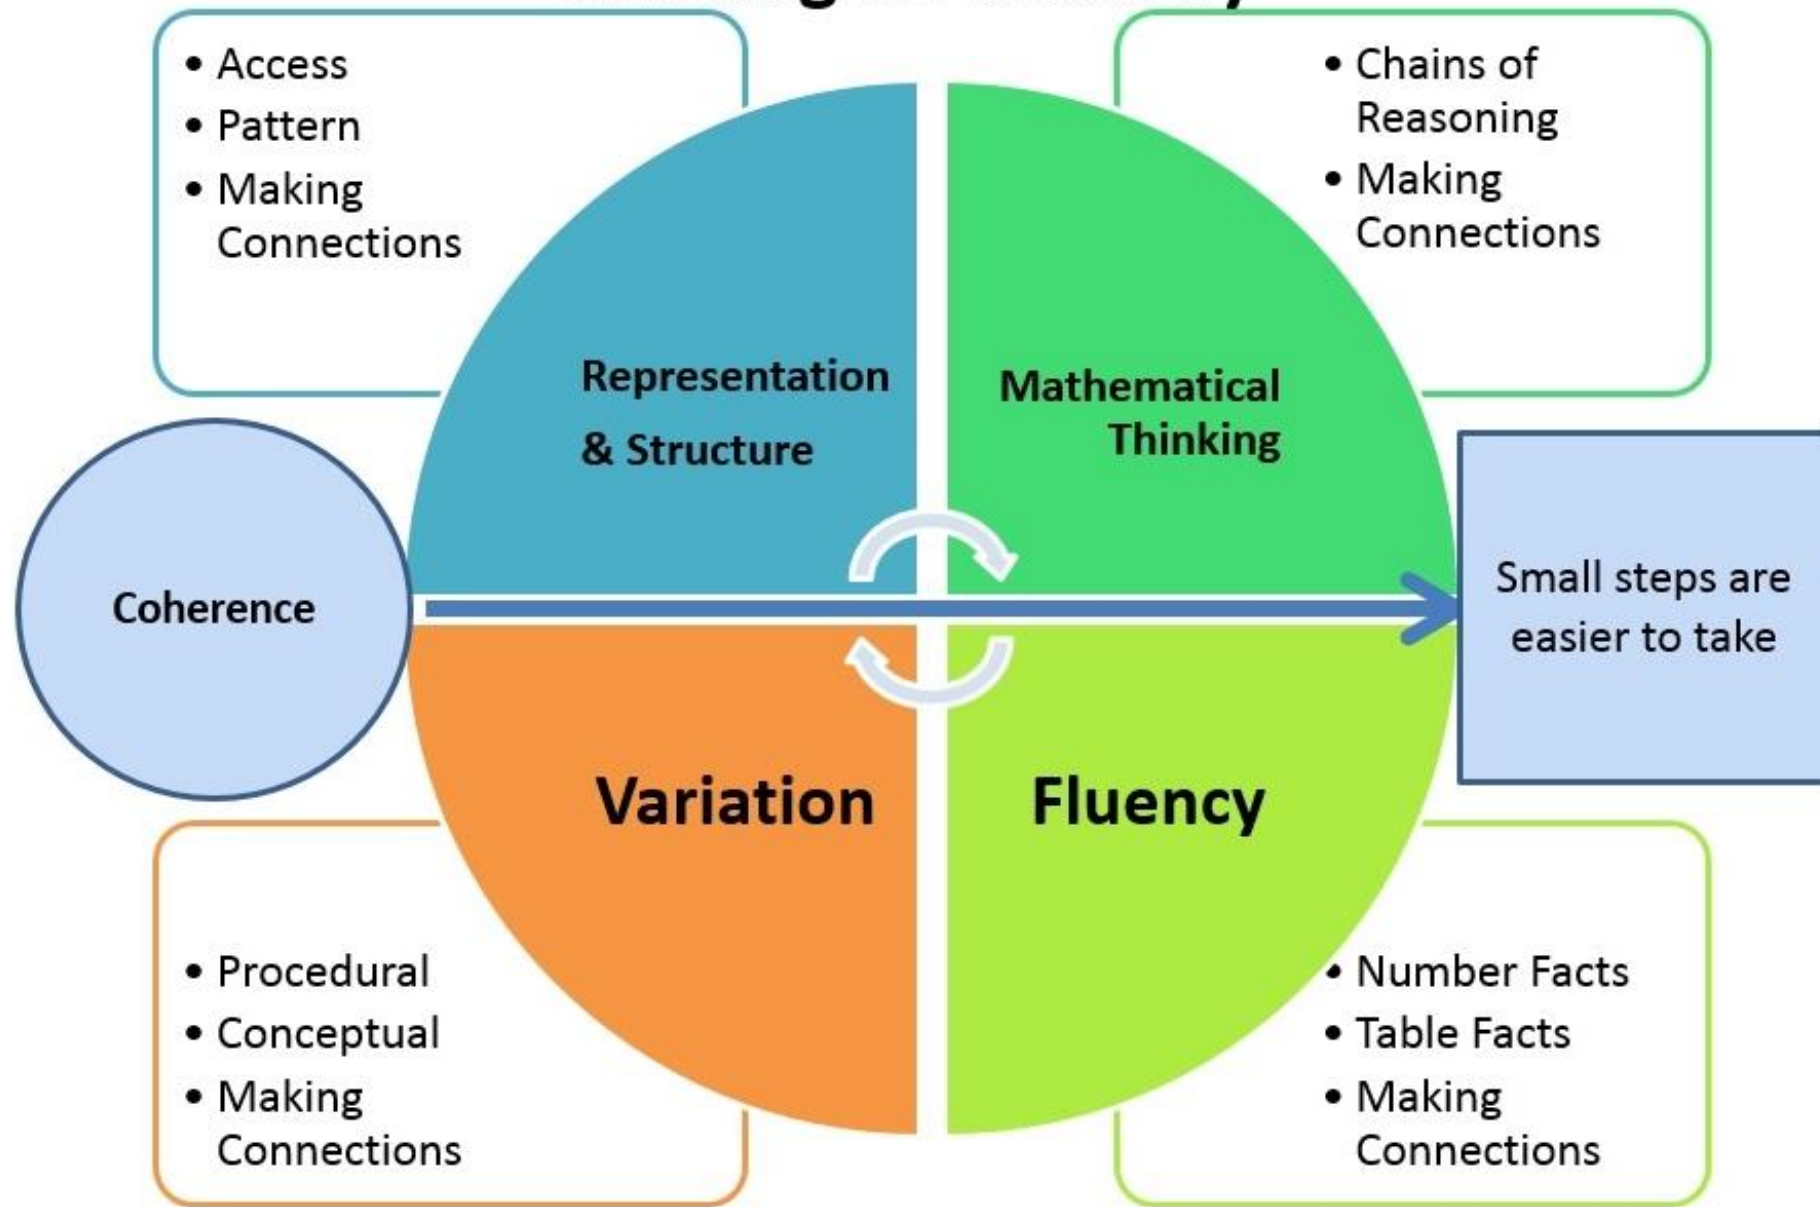 • Access
• Pattern
• Making
Connections
• Chains of
Reasoning
• Making
Connections
Representation
& Structure
Mathematical
Thinking
Coherence
Small steps are
easier to take
Variation
Fluency
• Procedural
• Conceptual
• Making
Connections
• Number Facts
• Table Facts
• Making
Connections